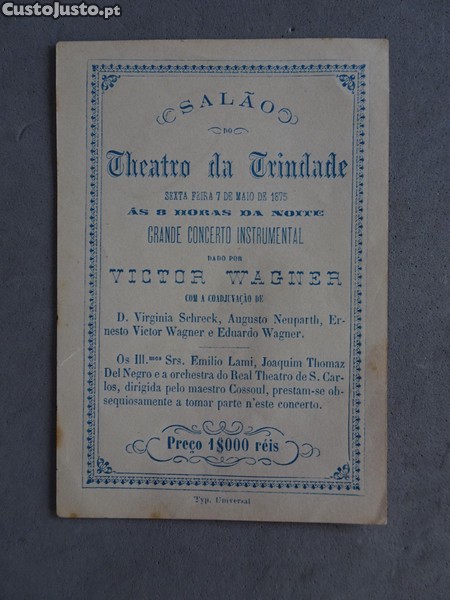 CustoJusto.pt
SALÃO
DO
Theatro da Trindade
SEXTA FEIRA 7 DE MAIO DE 1875
ÁS 8 HORAS DA NOITE
GRANDE CONCERTO INSTRUMENTAL
DADO POR
VICTOR WAGNER
COM A COADJUVAÇÃO DE
D. Virginia Schreck, Augusto Neuparth, Er-
nesto Victor Wagner e Eduardo Wagner.
Os Ill.mos Srs. Emilio Lami, Joaquim Thomaz
Del Negro e a orchestra do Real Theatro de S. Car-
los, dirigida pelo maestro Cossoul, prestam-se ob-
sequiosamente a tomar parte n'este concerto.
Preço 1$000 réis
Typ. Universal